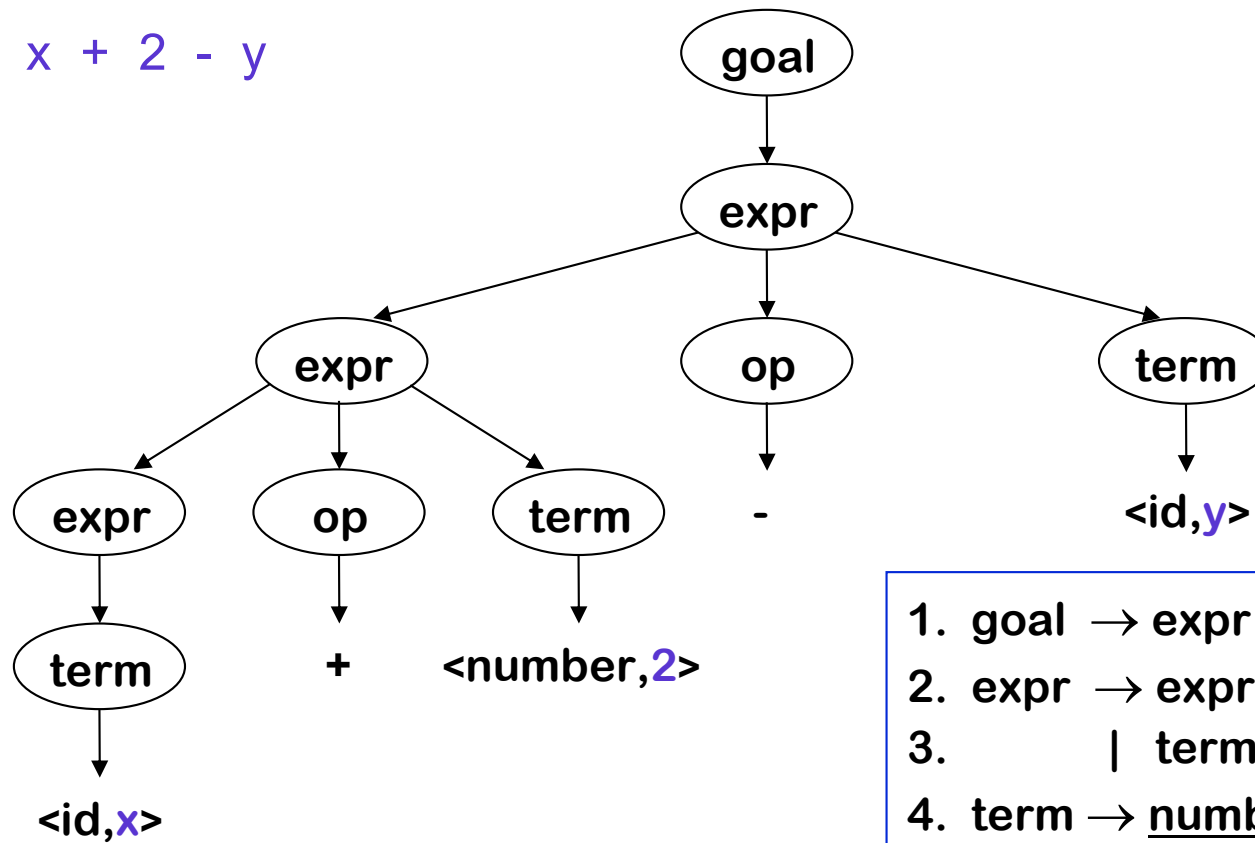 x + 2 - y
goal
expr
expr op term
expr op term - <id,y>
term + <number,2>
<id,x>
1. goal → expr
2. expr → expr
3. | term
4. term →